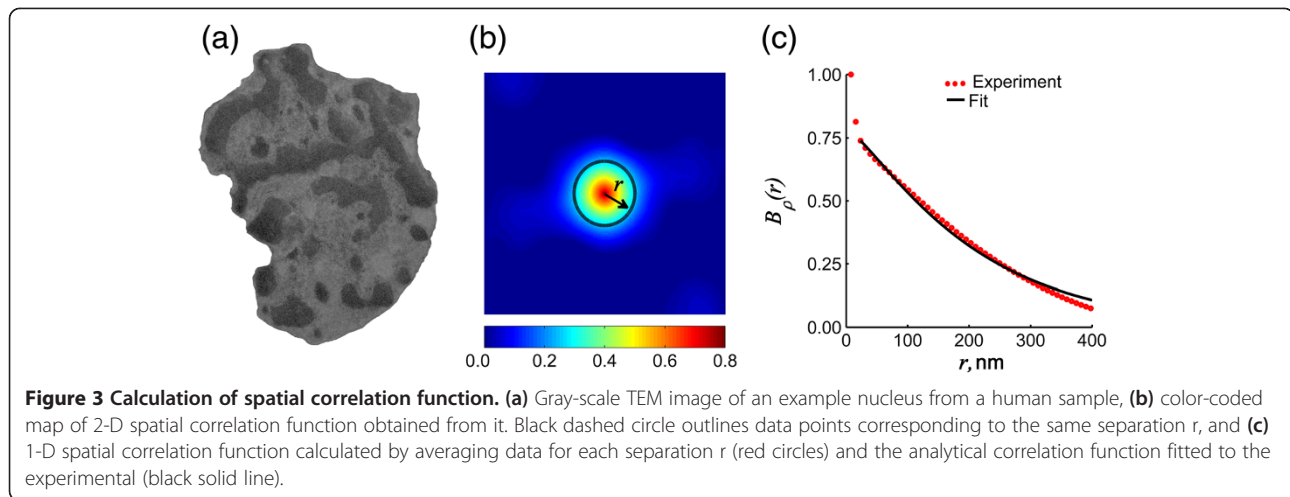 (a)
(b)
(c)
r
0.0 0.2 0.4 0.6 0.8
1.00
0.75
0.50
0.25
0.00
Bρ(r)
Experiment
Fit
0 100 200 300 400
r, nm
Figure 3 Calculation of spatial correlation function. (a) Gray-scale TEM image of an example nucleus from a human sample, (b) color-coded
map of 2-D spatial correlation function obtained from it. Black dashed circle outlines data points corresponding to the same separation r, and (c)
1-D spatial correlation function calculated by averaging data for each separation r (red circles) and the analytical correlation function fitted to the
experimental (black solid line).